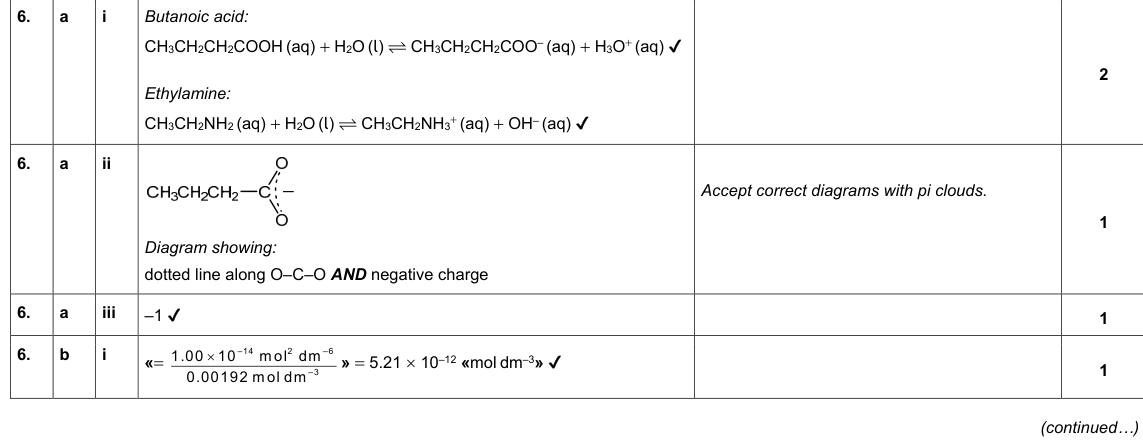 6. a i Butanoic acid:
CH₃CH₂CH₂COOH (aq) + H₂O (l) ⇌ CH₃CH₂CH₂COO⁻ (aq) + H₃O⁺ (aq) ✔
2
Ethylamine:
CH₃CH₂NH₂ (aq) + H₂O (l) ⇌ CH₃CH₂NH₃⁺ (aq) + OH⁻ (aq) ✔
6. a ii
O
CH₃CH₂CH₂—C –
O
Accept correct diagrams with pi clouds.
1
Diagram showing:
dotted line along O–C–O AND negative charge
6. a iii –1 ✔ 1
6. b i
«= 1.00 × 10⁻¹⁴ mol² dm⁻⁶ / 0.00192 mol dm⁻³ » = 5.21 × 10⁻¹² «mol dm⁻³» ✔
1
(continued…)